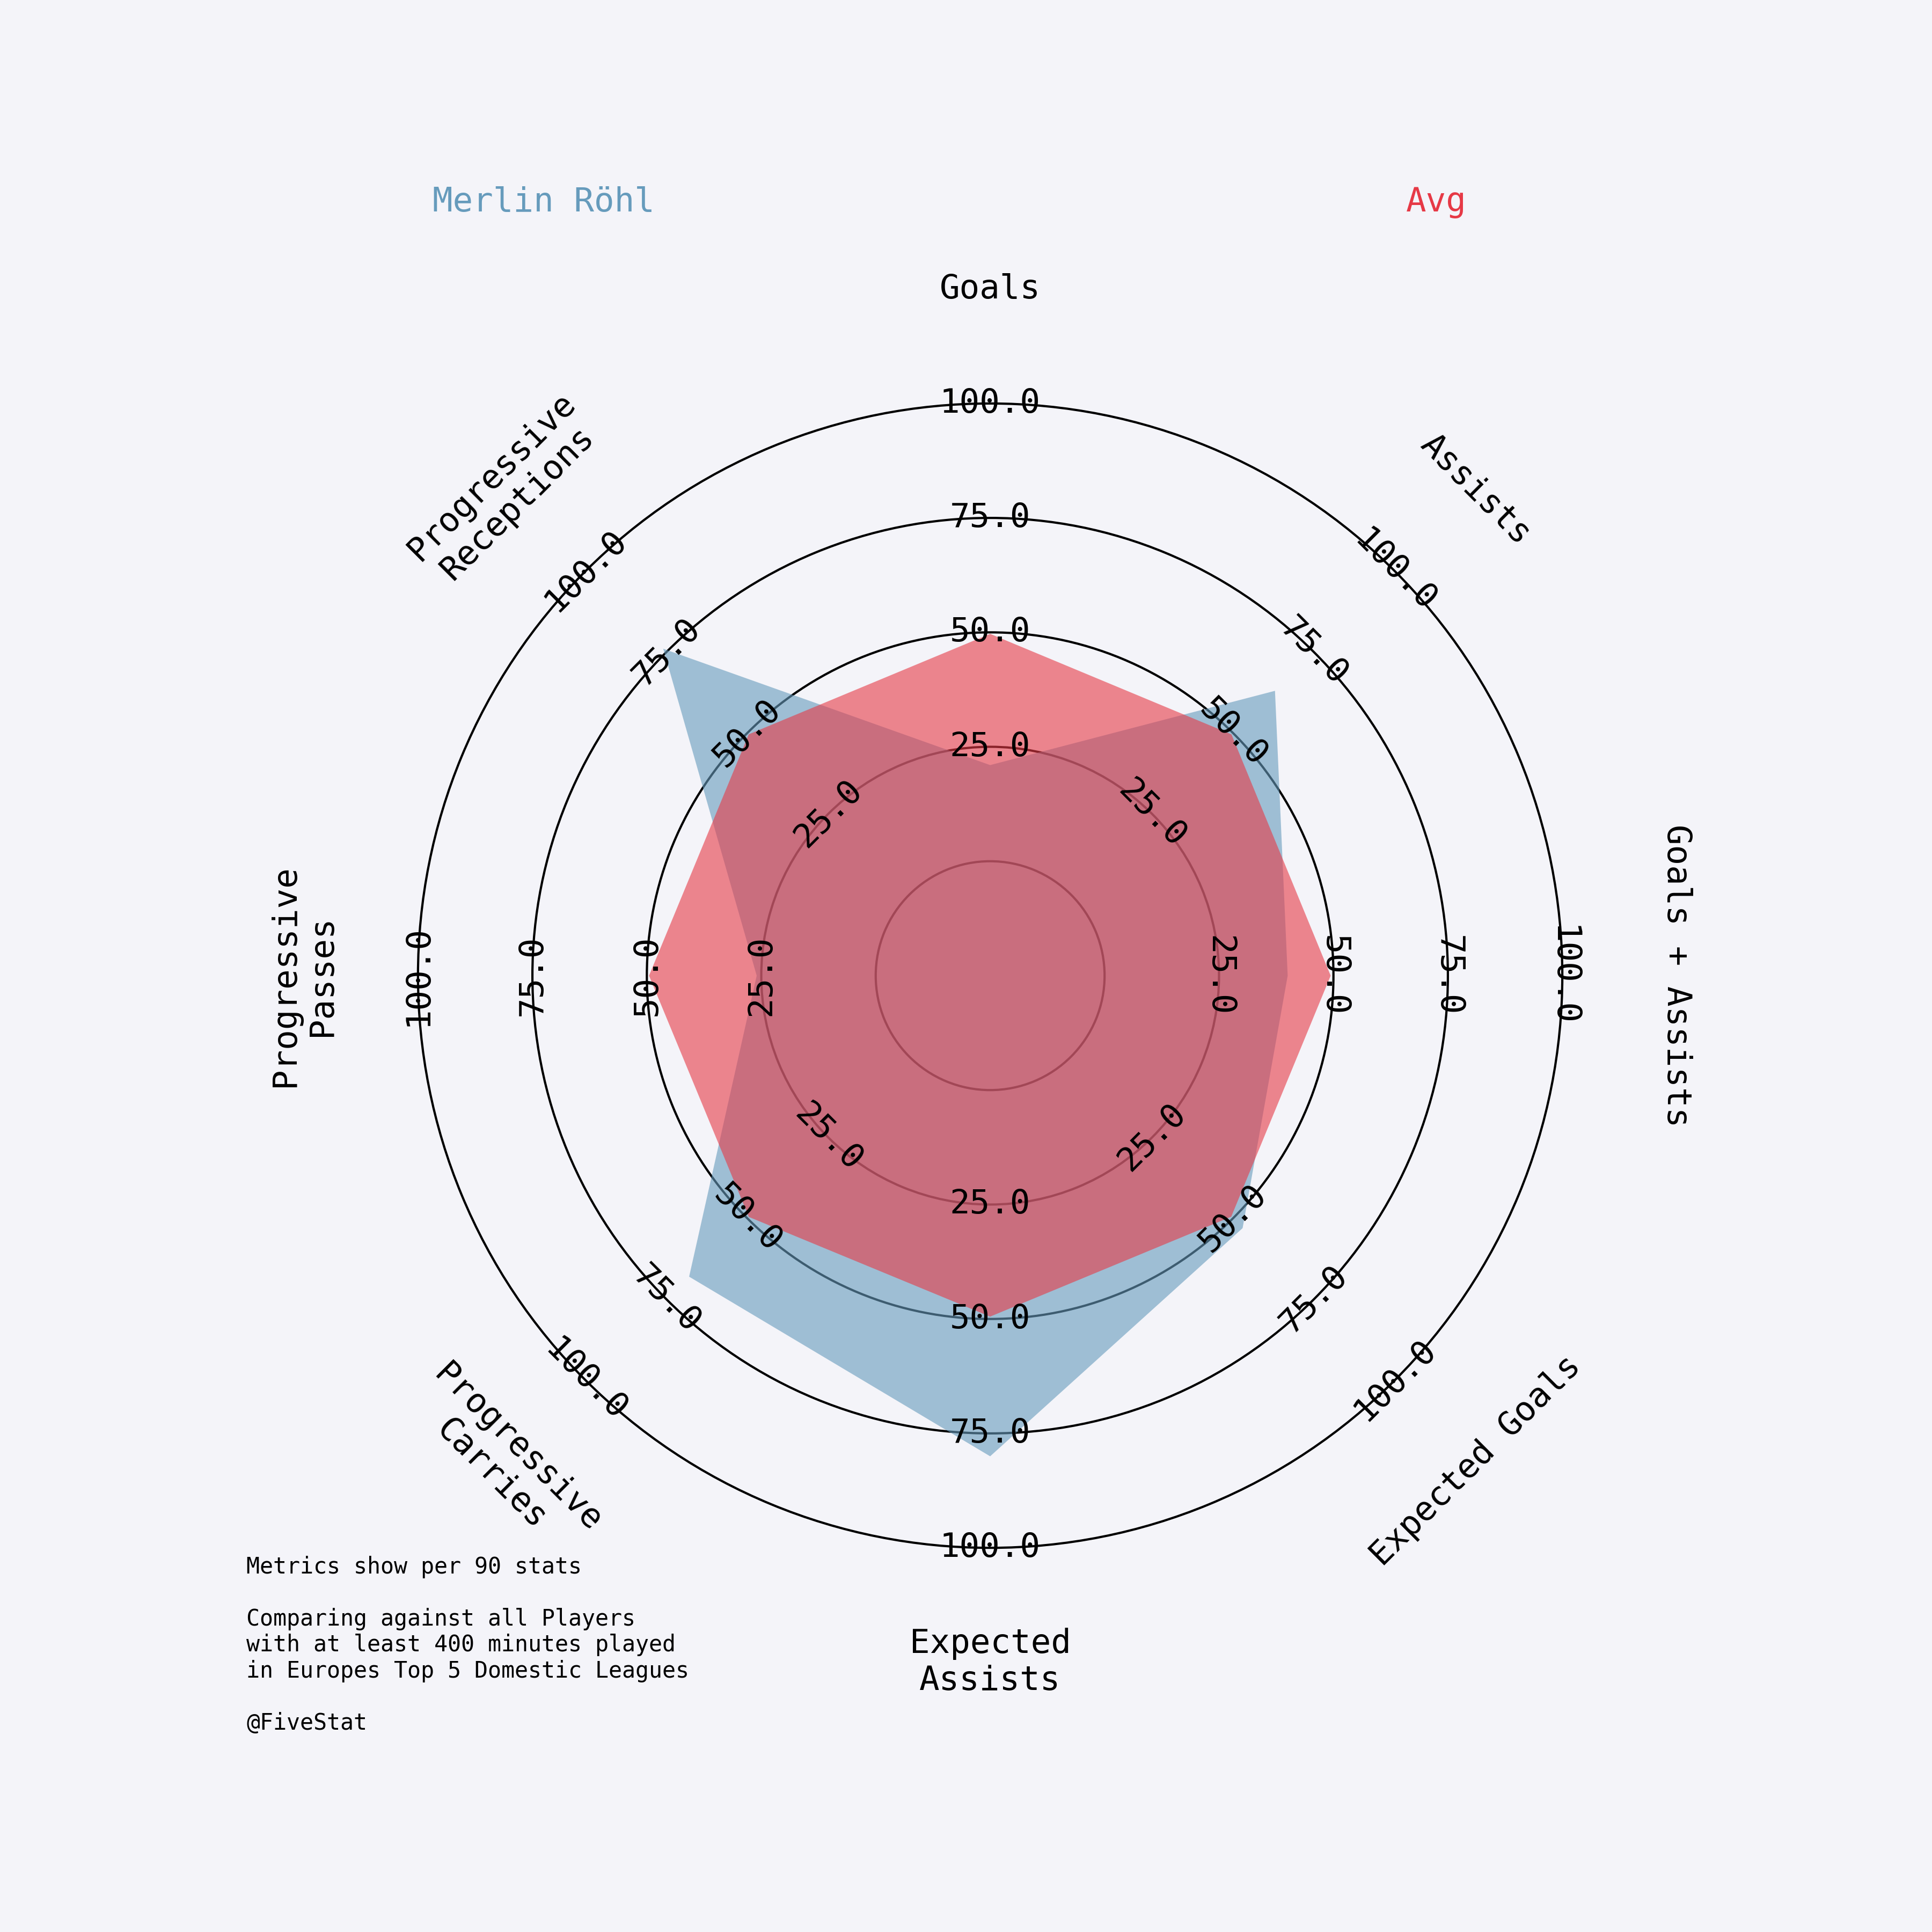 Merlin Röhl
Avg
Goals
Assists
Goals + Assists
Expected Goals
Expected
Assists
Progressive
Carries
Progressive
Passes
Progressive
Receptions
25.0
50.0
75.0
100.0
25.0
50.0
75.0
100.0
25.0
50.0
75.0
100.0
25.0
50.0
75.0
100.0
25.0
50.0
75.0
100.0
25.0
50.0
75.0
100.0
25.0
50.0
75.0
100.0
25.0
50.0
75.0
100.0
Metrics show per 90 stats
Comparing against all Players
with at least 400 minutes played
in Europes Top 5 Domestic Leagues
@FiveStat